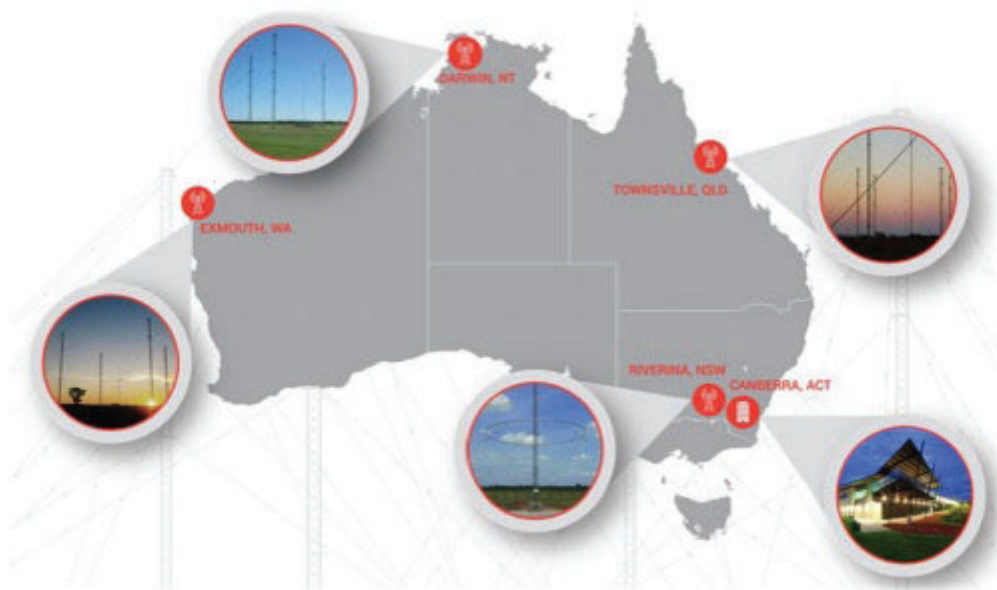 DARWIN, NT
TOWNSVILLE, QLD
EXMOUTH, WA
RIVERINA, NSW
CANBERRA, ACT